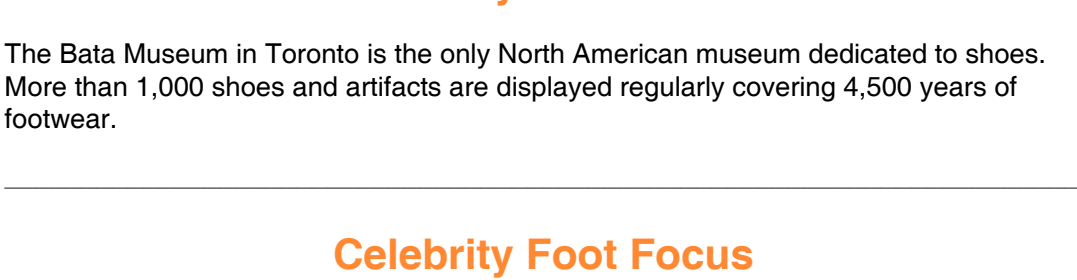 The Bata Museum in Toronto is the only North American museum dedicated to shoes.
More than 1,000 shoes and artifacts are displayed regularly covering 4,500 years of
footwear.
Celebrity Foot Focus